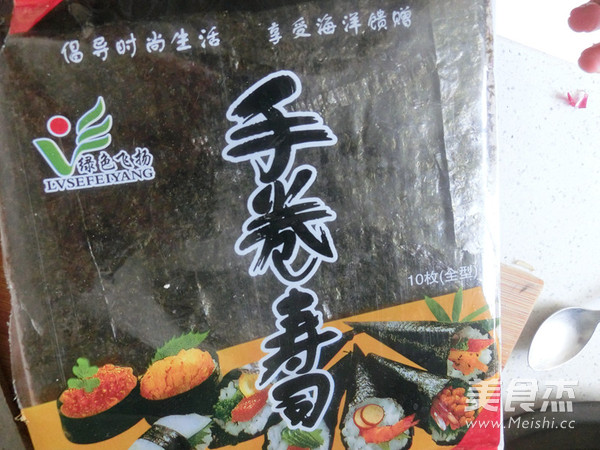 倡导时尚生活 享受海洋馈赠
绿色飞扬
LVSEFEIYANG
手卷寿司
10枚(全型)
美食杰
www.Meishi.cc